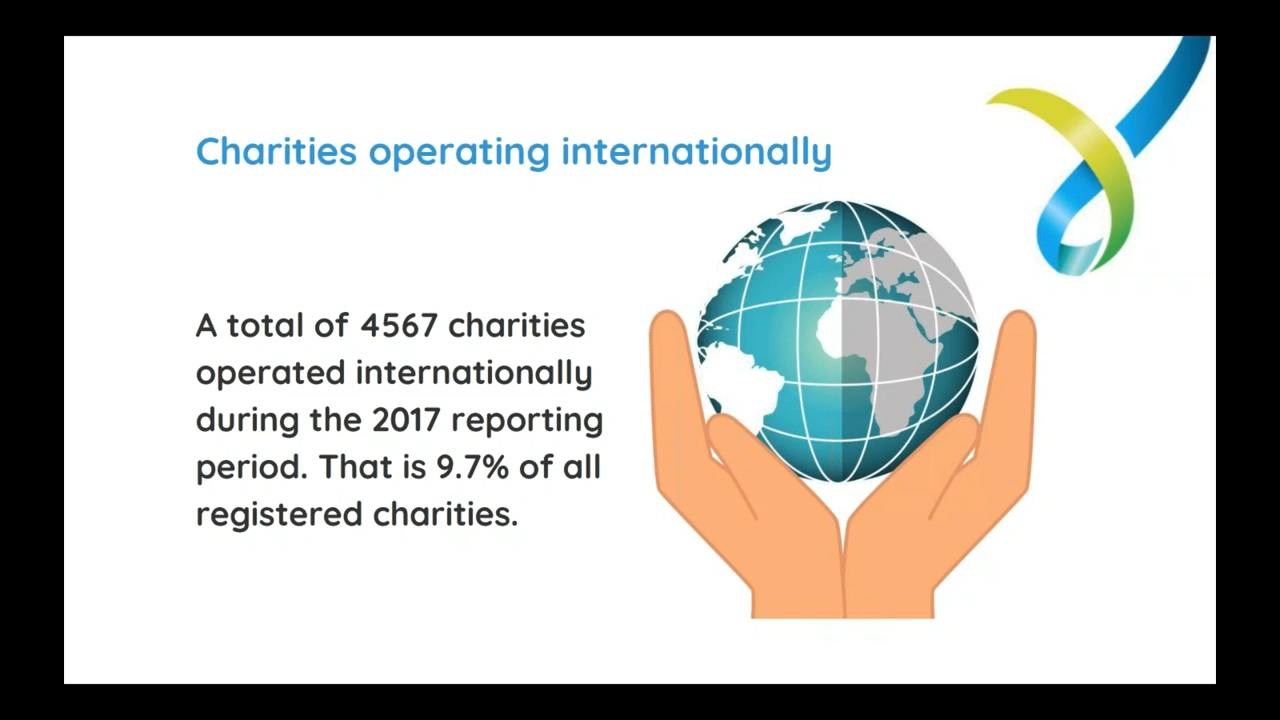 Charities operating internationally
A total of 4567 charities
operated internationally
during the 2017 reporting
period. That is 9.7% of all
registered charities.